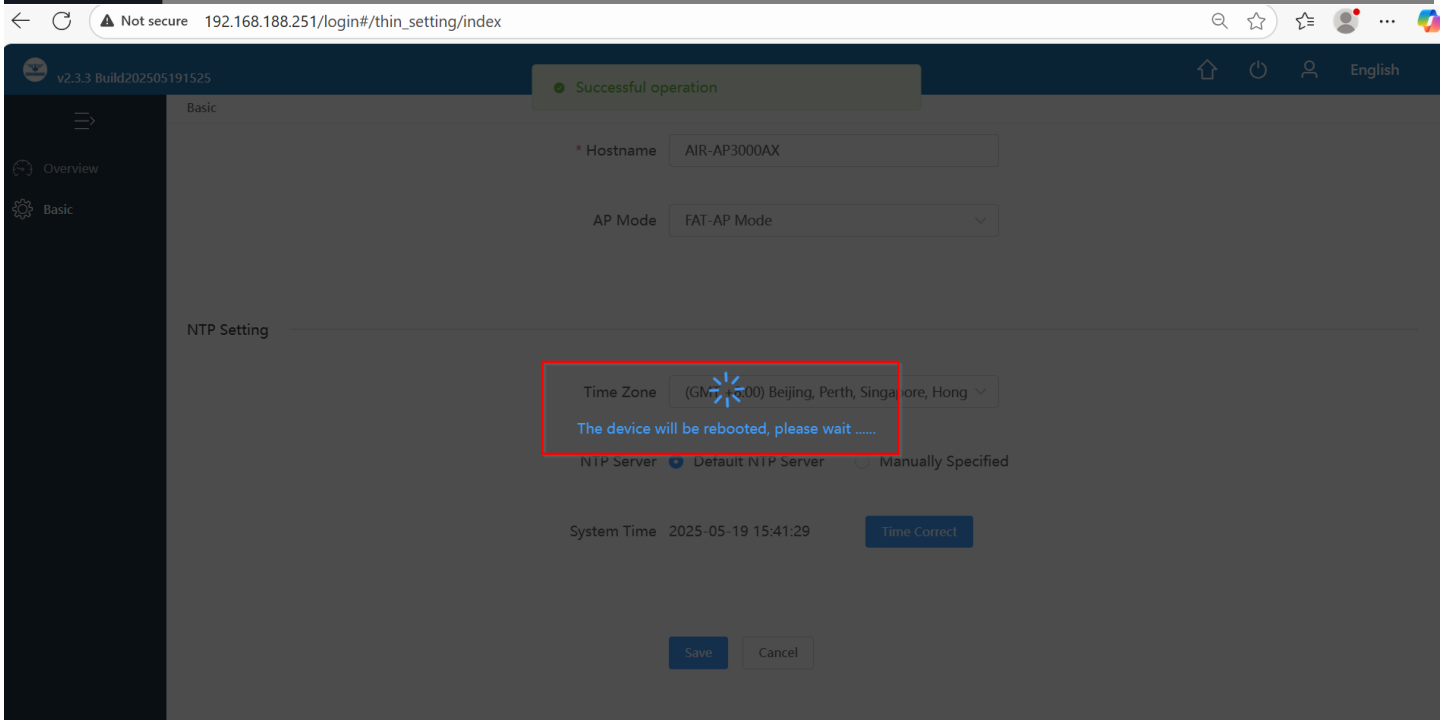 Not secure 192.168.188.251/login#/thin_setting/index
v2.3.3 Build202505191525
Successful operation
English
Basic
Overview
Basic
* Hostname AIR-AP3000AX
AP Mode FAT-AP Mode
NTP Setting
Time Zone (GMT +8:00) Beijing, Perth, Singapore, Hong
The device will be rebooted, please wait ......
NTP Server Default NTP Server Manually Specified
System Time 2025-05-19 15:41:29 Time Correct
Save Cancel